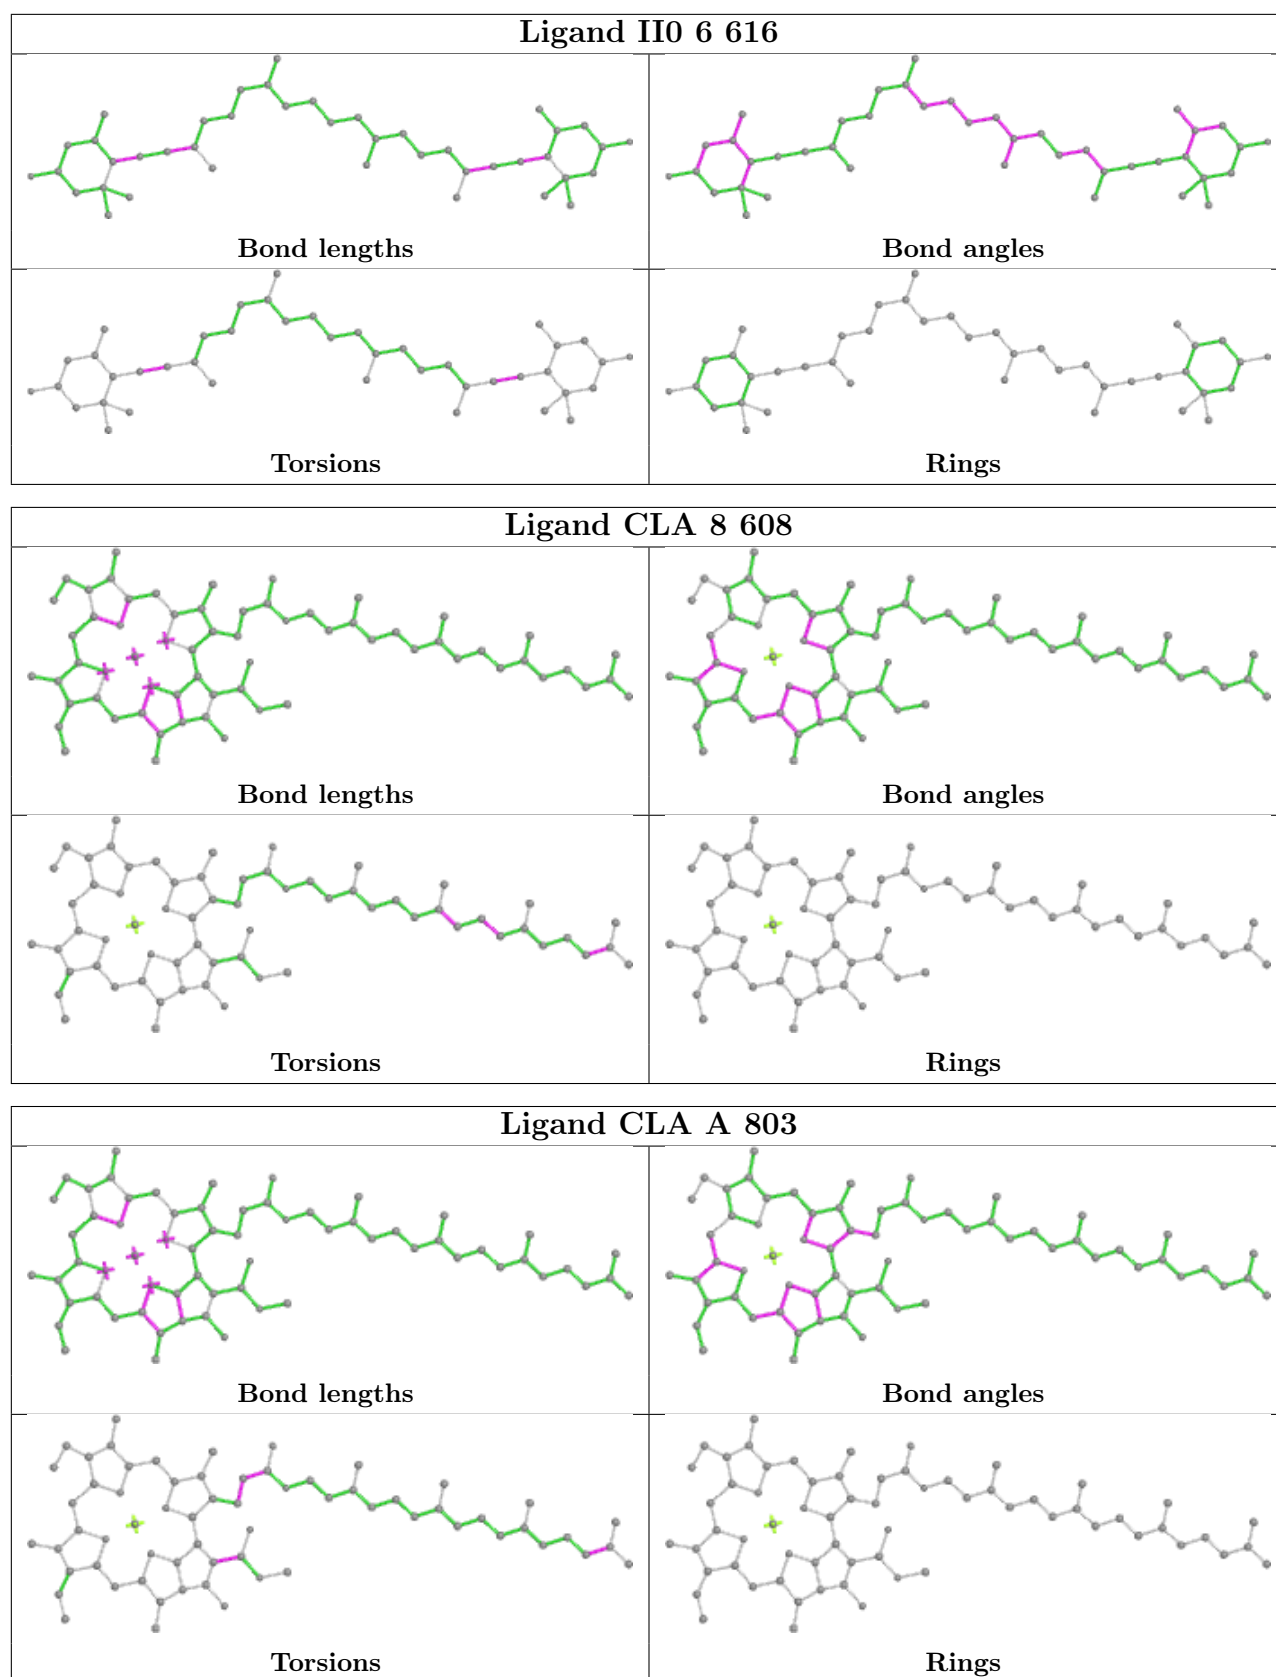 Ligand II0 6 616
Bond lengths
Bond angles
Torsions
Rings
Ligand CLA 8 608
Bond lengths
Bond angles
Torsions
Rings
Ligand CLA A 803
Bond lengths
Bond angles
Torsions
Rings